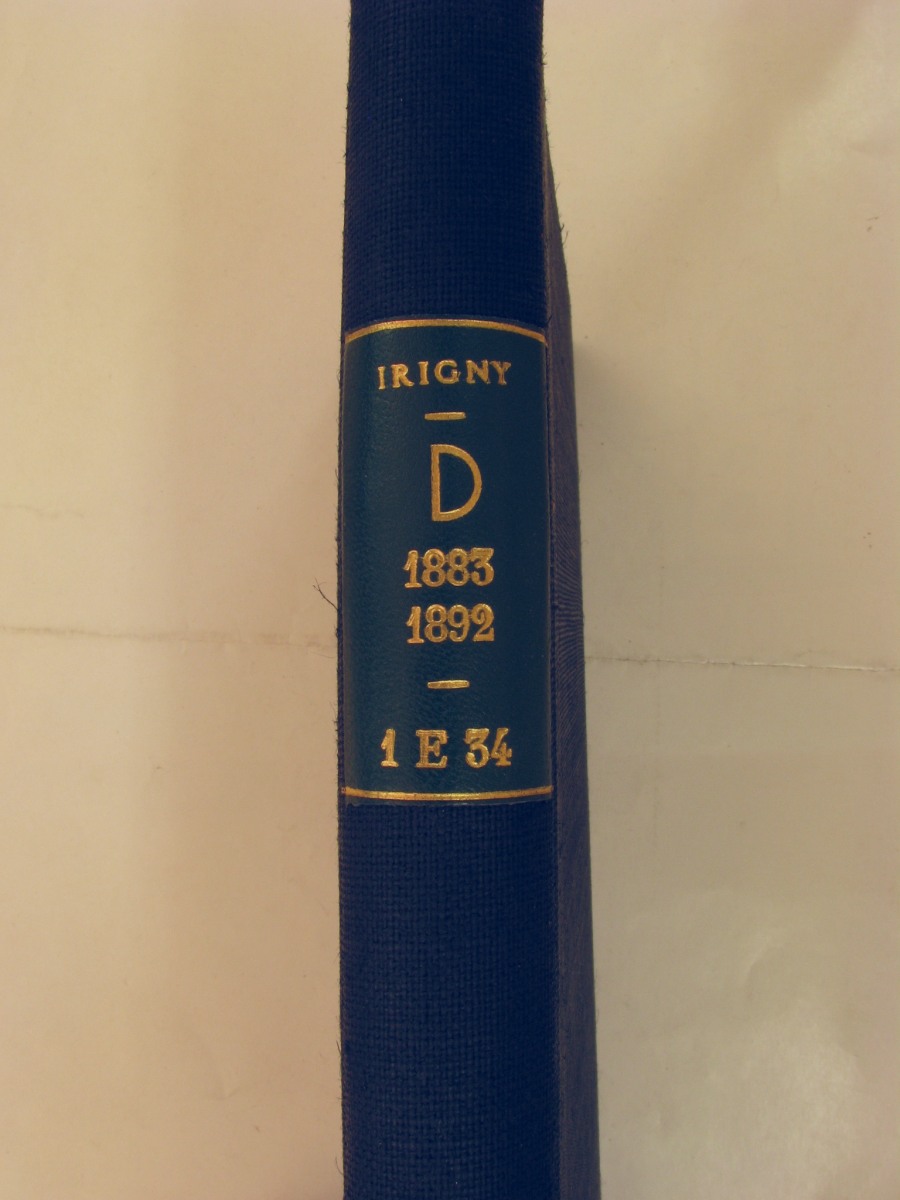 IRIGNY
—
D
1883
1892
—
1 E 34